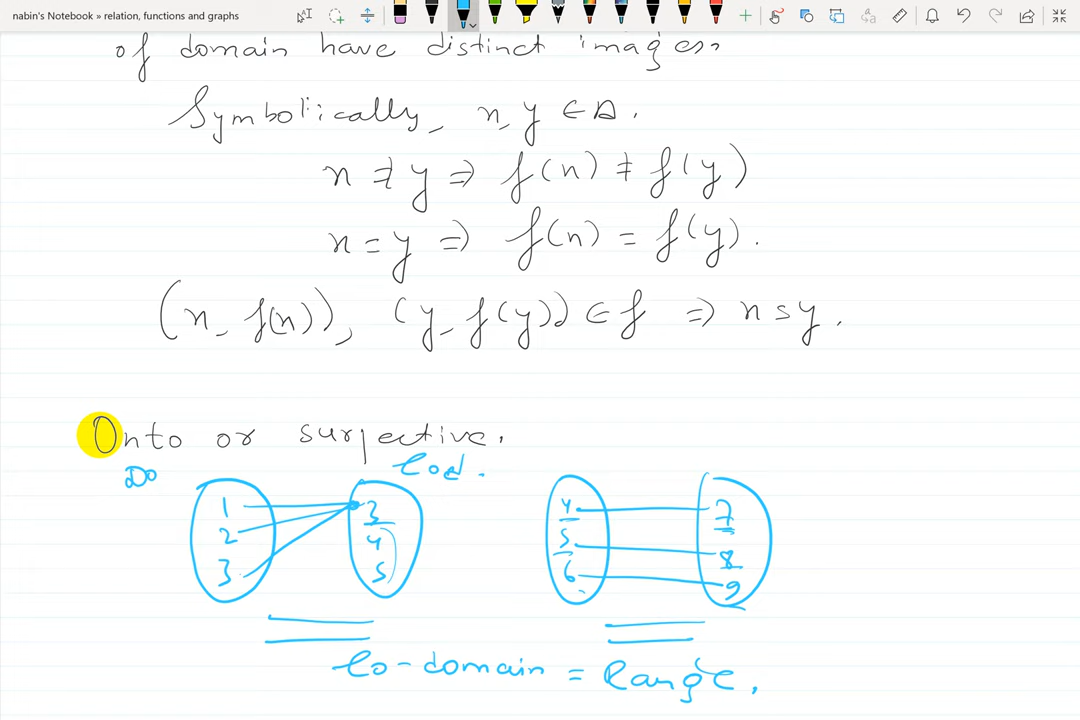 nabin's Notebook » relation, functions and graphs
of domain have distinct images.
Symbolically, x, y ∈ A.
x ≠ y ⇒ f(x) ≠ f(y)
x = y ⇒ f(x) = f(y).
(x, f(x)), (y, f(y)) ∈ f ⇒ x = y.
Onto or surjective.
Do Cod.
1 3 4 7
2 4 5 8
3 5 6 9
Co-domain = Range.